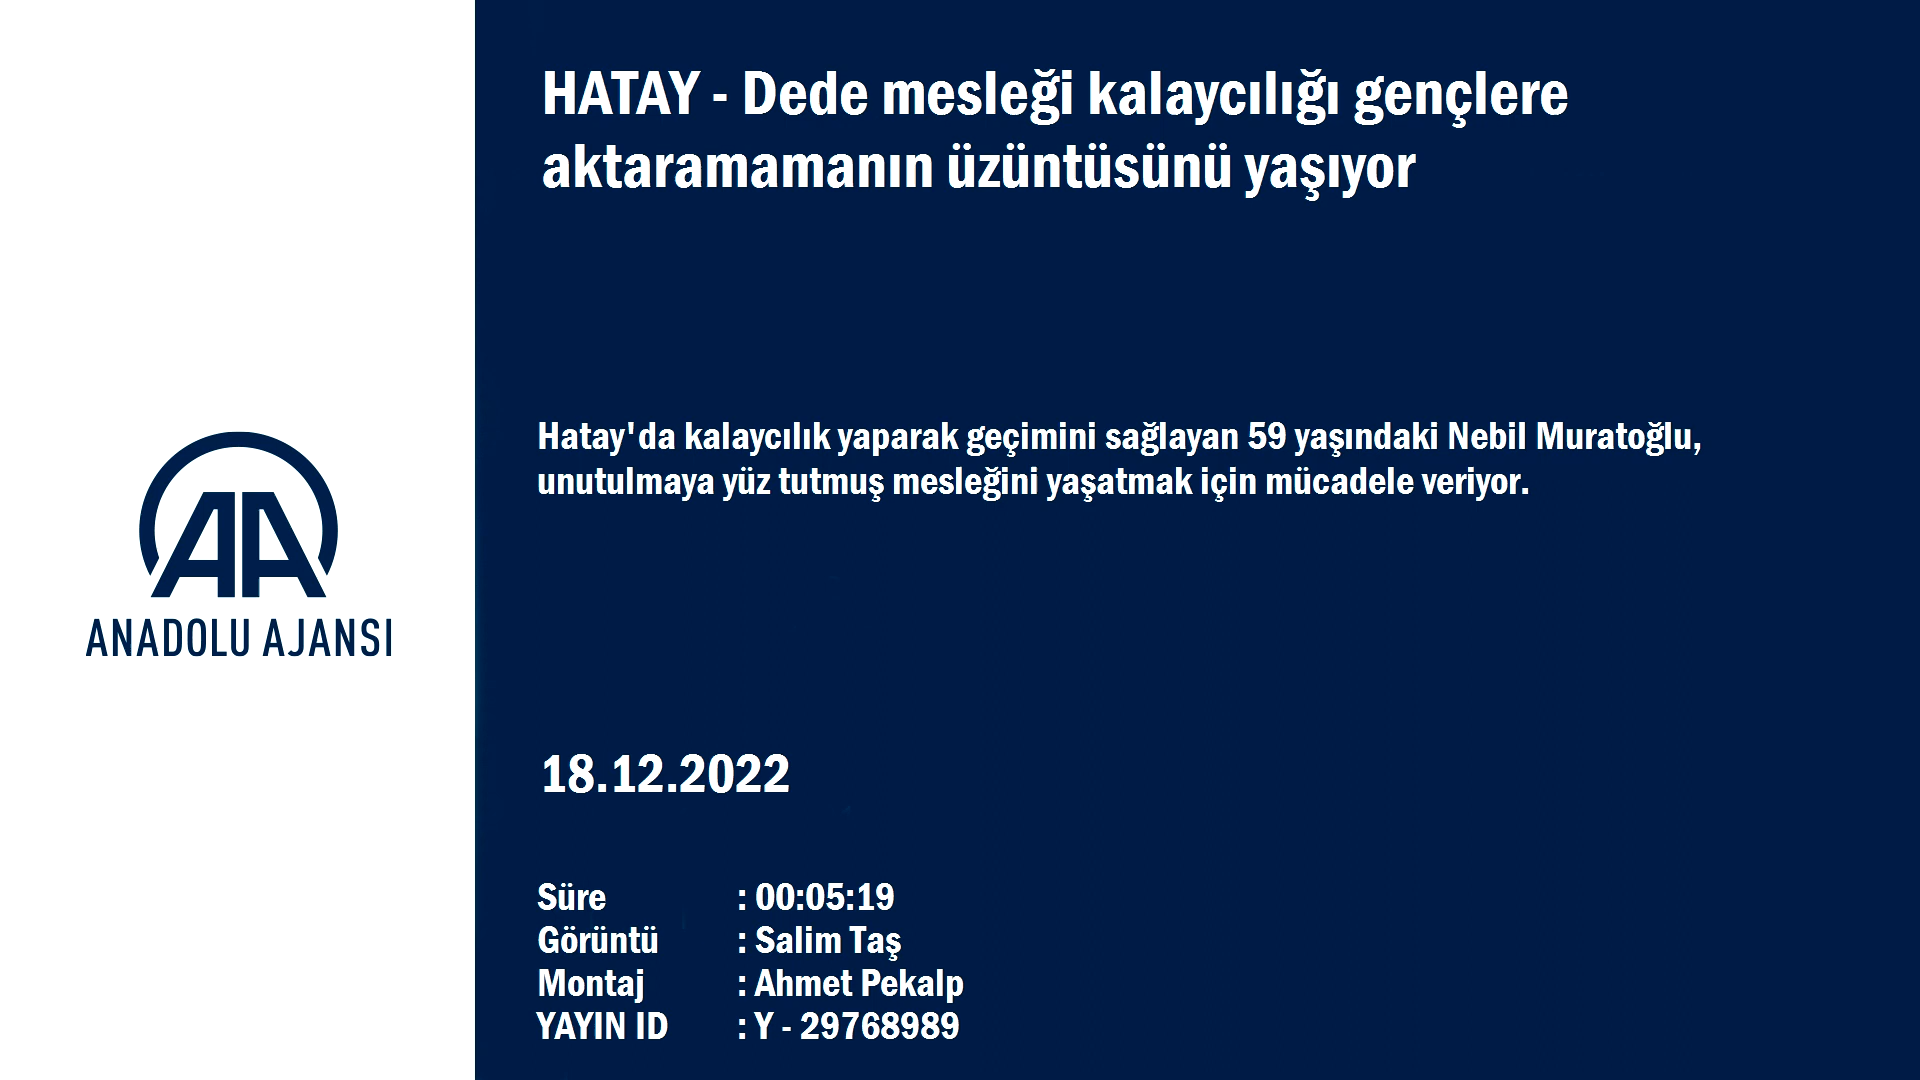 HATAY - Dede mesleği kalaycılığı gençlere
aktaramamanın üzüntüsünü yaşıyor
Hatay'da kalaycılık yaparak geçimini sağlayan 59 yaşındaki Nebil Muratoğlu,
unutulmaya yüz tutmuş mesleğini yaşatmak için mücadele veriyor.
AA
ANADOLU AJANSI
18.12.2022
Süre : 00:05:19
Görüntü : Salim Taş
Montaj : Ahmet Pekalp
YAYIN ID : Y - 29768989